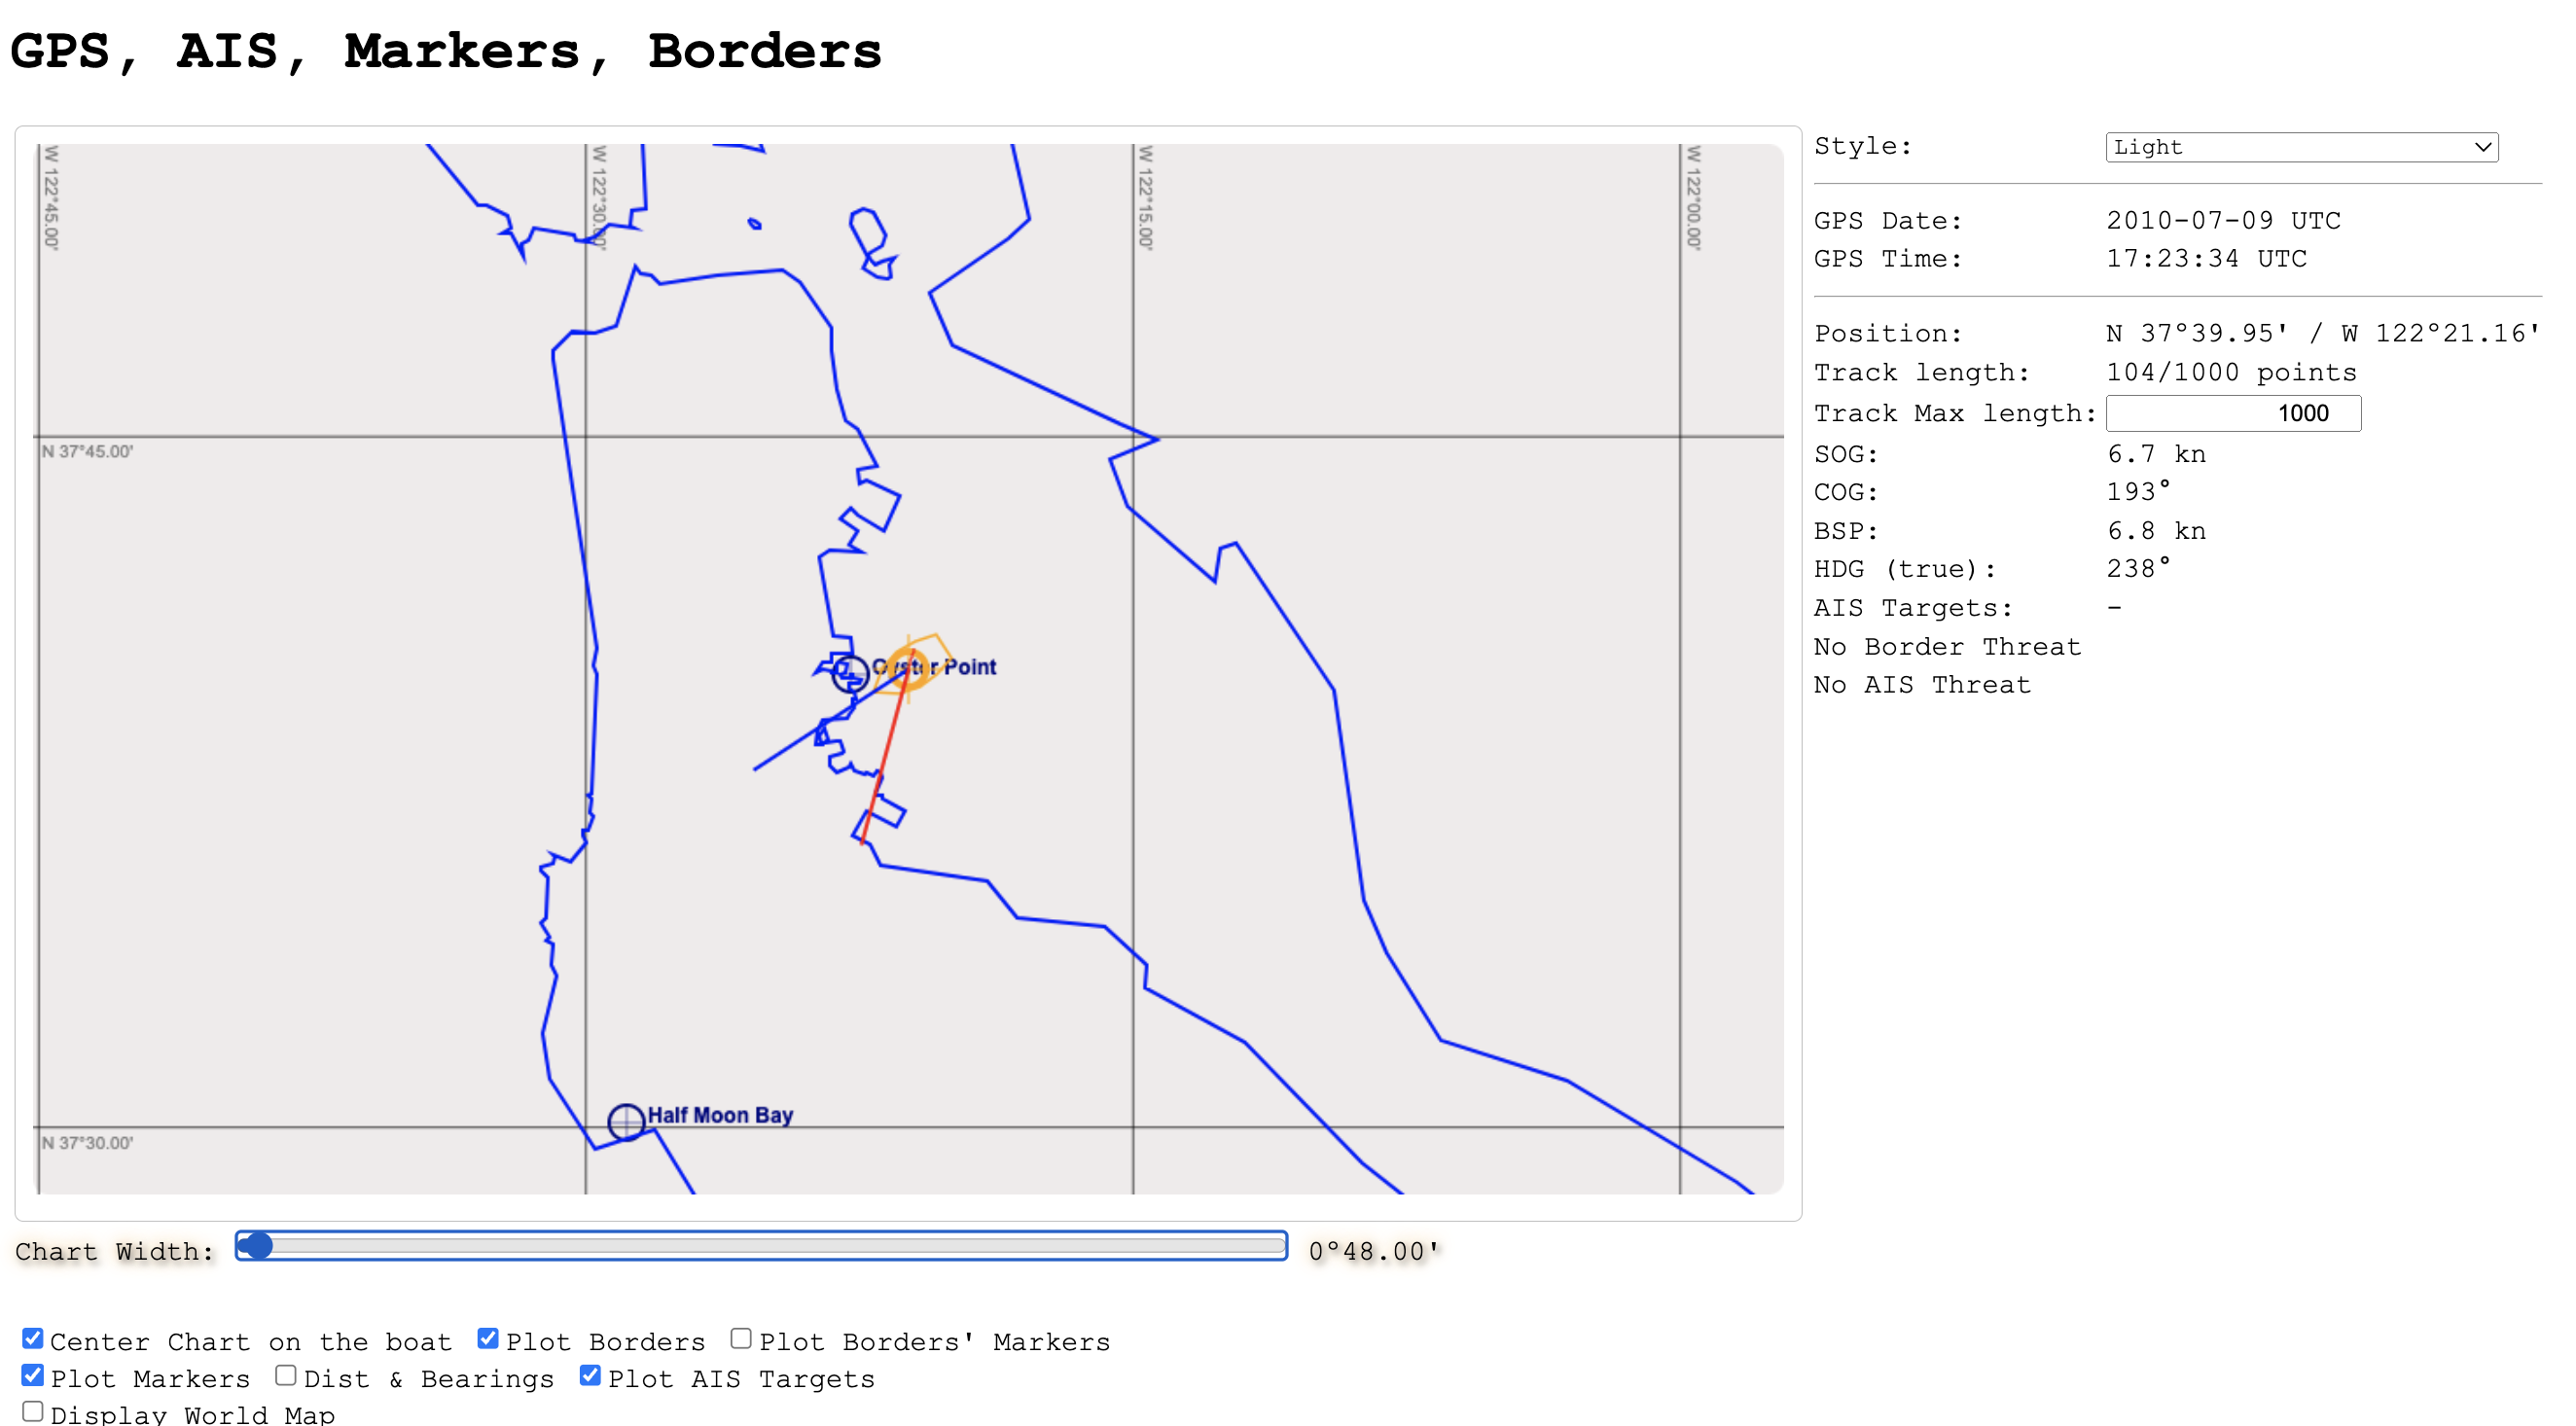 GPS, AIS, Markers, Borders
W 122°45.00'
W 122°30.00'
W 122°15.00'
W 122°00.00'
N 37°45.00'
Oyster Point
Half Moon Bay
N 37°30.00'
Style: Light
GPS Date: 2010-07-09 UTC
GPS Time: 17:23:34 UTC
Position: N 37°39.95' / W 122°21.16'
Track length: 104/1000 points
Track Max length: 1000
SOG: 6.7 kn
COG: 193°
BSP: 6.8 kn
HDG (true): 238°
AIS Targets: -
No Border Threat
No AIS Threat
Chart Width: 0°48.00'
Center Chart on the boat Plot Borders Plot Borders' Markers
Plot Markers Dist & Bearings Plot AIS Targets
Display World Map